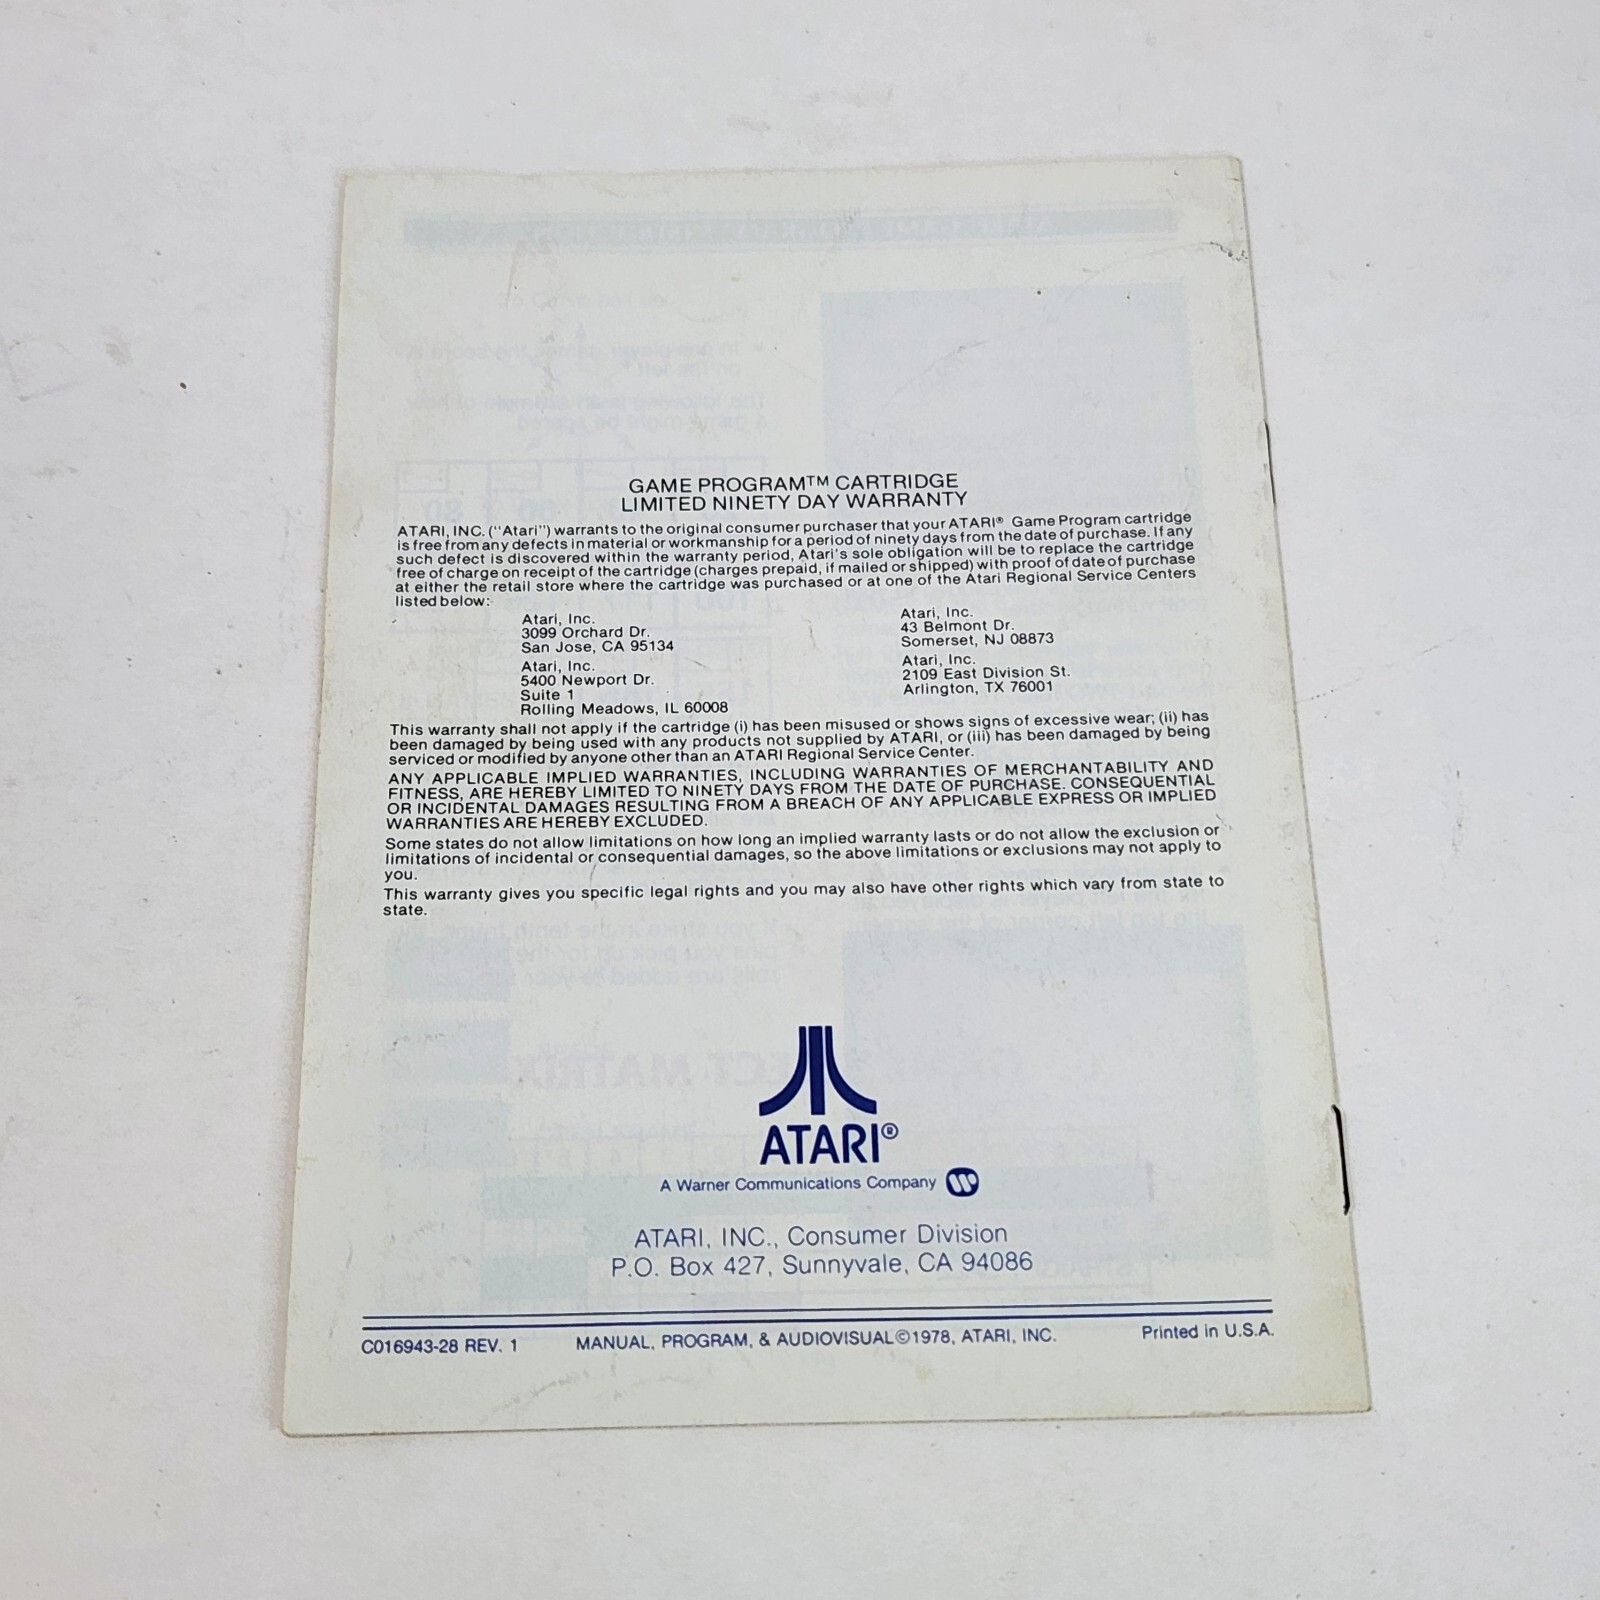 GAME PROGRAM™ CARTRIDGE
LIMITED NINETY DAY WARRANTY
ATARI, INC. ("Atari") warrants to the original consumer purchaser that your ATARI® Game Program cartridge
is free from any defects in material or workmanship for a period of ninety days from the date of purchase. If any
such defect is discovered within the warranty period, Atari's sole obligation will be to replace the cartridge
free of charge on receipt of the cartridge (charges prepaid, if mailed or shipped) with proof of date of purchase
at either the retail store where the cartridge was purchased or at one of the Atari Regional Service Centers
listed below:
Atari, Inc.
3099 Orchard Dr.
San Jose, CA 95134
Atari, Inc.
5400 Newport Dr.
Suite 1
Rolling Meadows, IL 60008
Atari, Inc.
43 Belmont Dr.
Somerset, NJ 08873
Atari, Inc.
2109 East Division St.
Arlington, TX 76001
This warranty shall not apply if the cartridge (i) has been misused or shows signs of excessive wear; (ii) has
been damaged by being used with any products not supplied by ATARI, or (iii) has been damaged by being
serviced or modified by anyone other than an ATARI Regional Service Center.
ANY APPLICABLE IMPLIED WARRANTIES, INCLUDING WARRANTIES OF MERCHANTABILITY AND
FITNESS, ARE HEREBY LIMITED TO NINETY DAYS FROM THE DATE OF PURCHASE. CONSEQUENTIAL
OR INCIDENTAL DAMAGES RESULTING FROM A BREACH OF ANY APPLICABLE EXPRESS OR IMPLIED
WARRANTIES ARE HEREBY EXCLUDED.
Some states do not allow limitations on how long an implied warranty lasts or do not allow the exclusion or
limitations of incidental or consequential damages, so the above limitations or exclusions may not apply to
you.
This warranty gives you specific legal rights and you may also have other rights which vary from state to
state.
ATARI®
A Warner Communications Company
ATARI, INC., Consumer Division
P.O. Box 427, Sunnyvale, CA 94086
C016943-28 REV. 1 MANUAL, PROGRAM, & AUDIOVISUAL©1978, ATARI, INC. Printed in U.S.A.